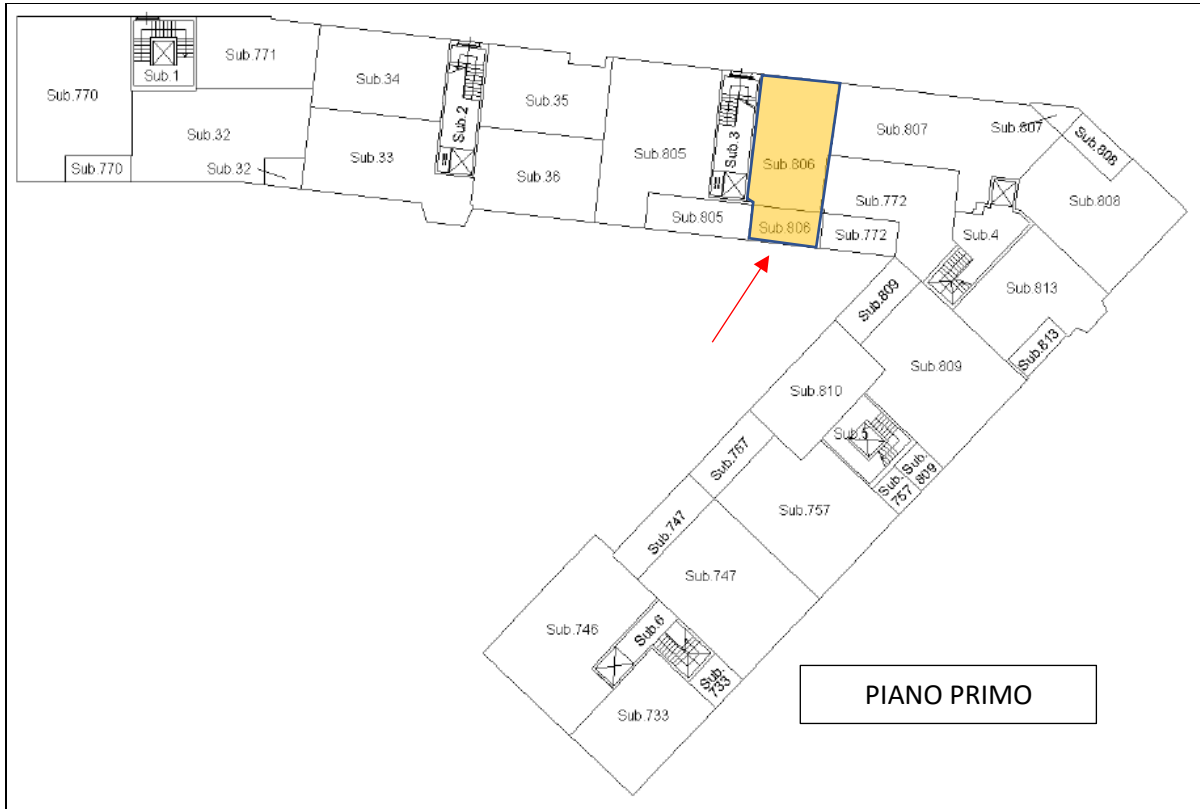 Sub.770
Sub.1
Sub.771
Sub.32
Sub.770
Sub.32
Sub.34
Sub.33
Sub.2
Sub.35
Sub.36
Sub.805
Sub.805
Sub.3
Sub.806
Sub.806
Sub.807
Sub.807
Sub.808
Sub.808
Sub.772
Sub.772
Sub.4
Sub.813
Sub.813
Sub.809
Sub.809
Sub.810
Sub.5
Sub.
809
Sub.
757
Sub.757
Sub.757
Sub.747
Sub.747
Sub.746
Sub.6
Sub.
733
Sub.733
PIANO PRIMO